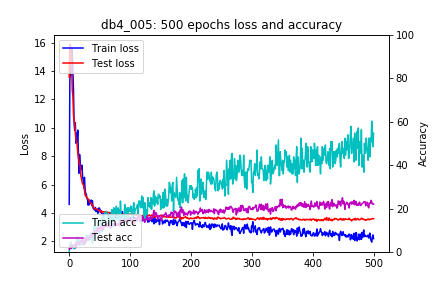 db4_005: 500 epochs loss and accuracy
16
14
12
10
8
6
4
2
Loss
Train loss
Test loss
Train acc
Test acc
0
100
200
300
400
500
100
80
60
40
20
0
Accuracy